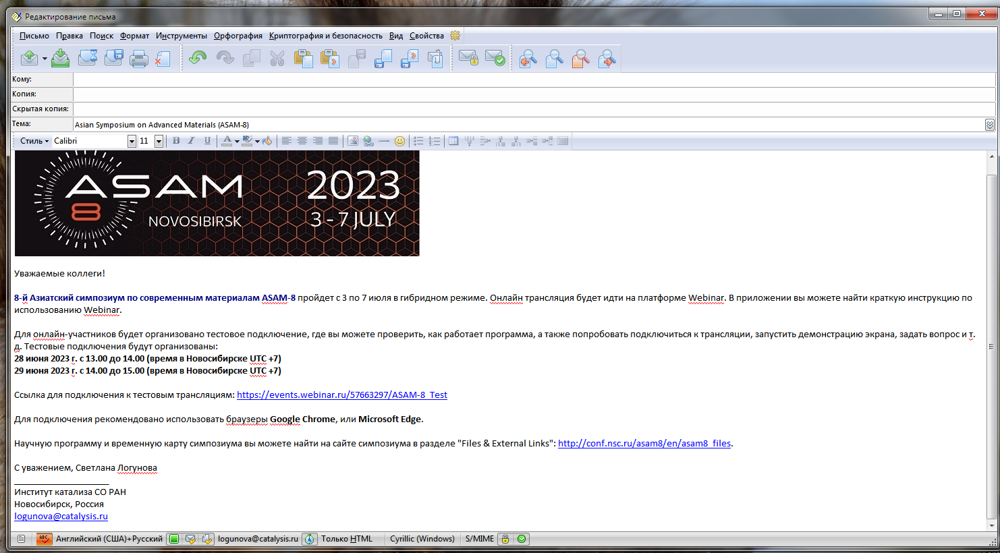 Редактирование письма
Письмо Правка Поиск Формат Инструменты Орфография Криптография и безопасность Вид Свойства
Кому:
Копия:
Скрытая копия:
Тема: Asian Symposium on Advanced Materials (ASAM-8)
Стиль Calibri 11 B I U A
ASAM 2023
8 NOVOSIBIRSK 3 - 7 JULY
Уважаемые коллеги!
8-й Азиатский симпозиум по современным материалам ASAM-8 пройдет с 3 по 7 июля в гибридном режиме. Онлайн трансляция будет идти на платформе Webinar. В приложении вы можете найти краткую инструкцию по
использованию Webinar.
Для онлайн-участников будет организовано тестовое подключение, где вы можете проверить, как работает программа, а также попробовать подключиться к трансляции, запустить демонстрацию экрана, задать вопрос и т.
д. Тестовые подключения будут организованы:
28 июня 2023 г. с 13.00 до 14.00 (время в Новосибирске UTC +7)
29 июня 2023 г. с 14.00 до 15.00 (время в Новосибирске UTC +7)
Ссылка для подключения к тестовым трансляциям: https://events.webinar.ru/57663297/ASAM-8_Test
Для подключения рекомендовано использовать браузеры Google Chrome, или Microsoft Edge.
Научную программу и временную карту симпозиума вы можете найти на сайте симпозиума в разделе "Files & External Links": http://conf.nsc.ru/asam8/en/asam8_files.
С уважением, Светлана Логунова
Институт катализа СО РАН
Новосибирск, Россия
logunova@catalysis.ru
ABC Английский (США)+Русский logunova@catalysis.ru Только HTML Cyrillic (Windows) S/MIME